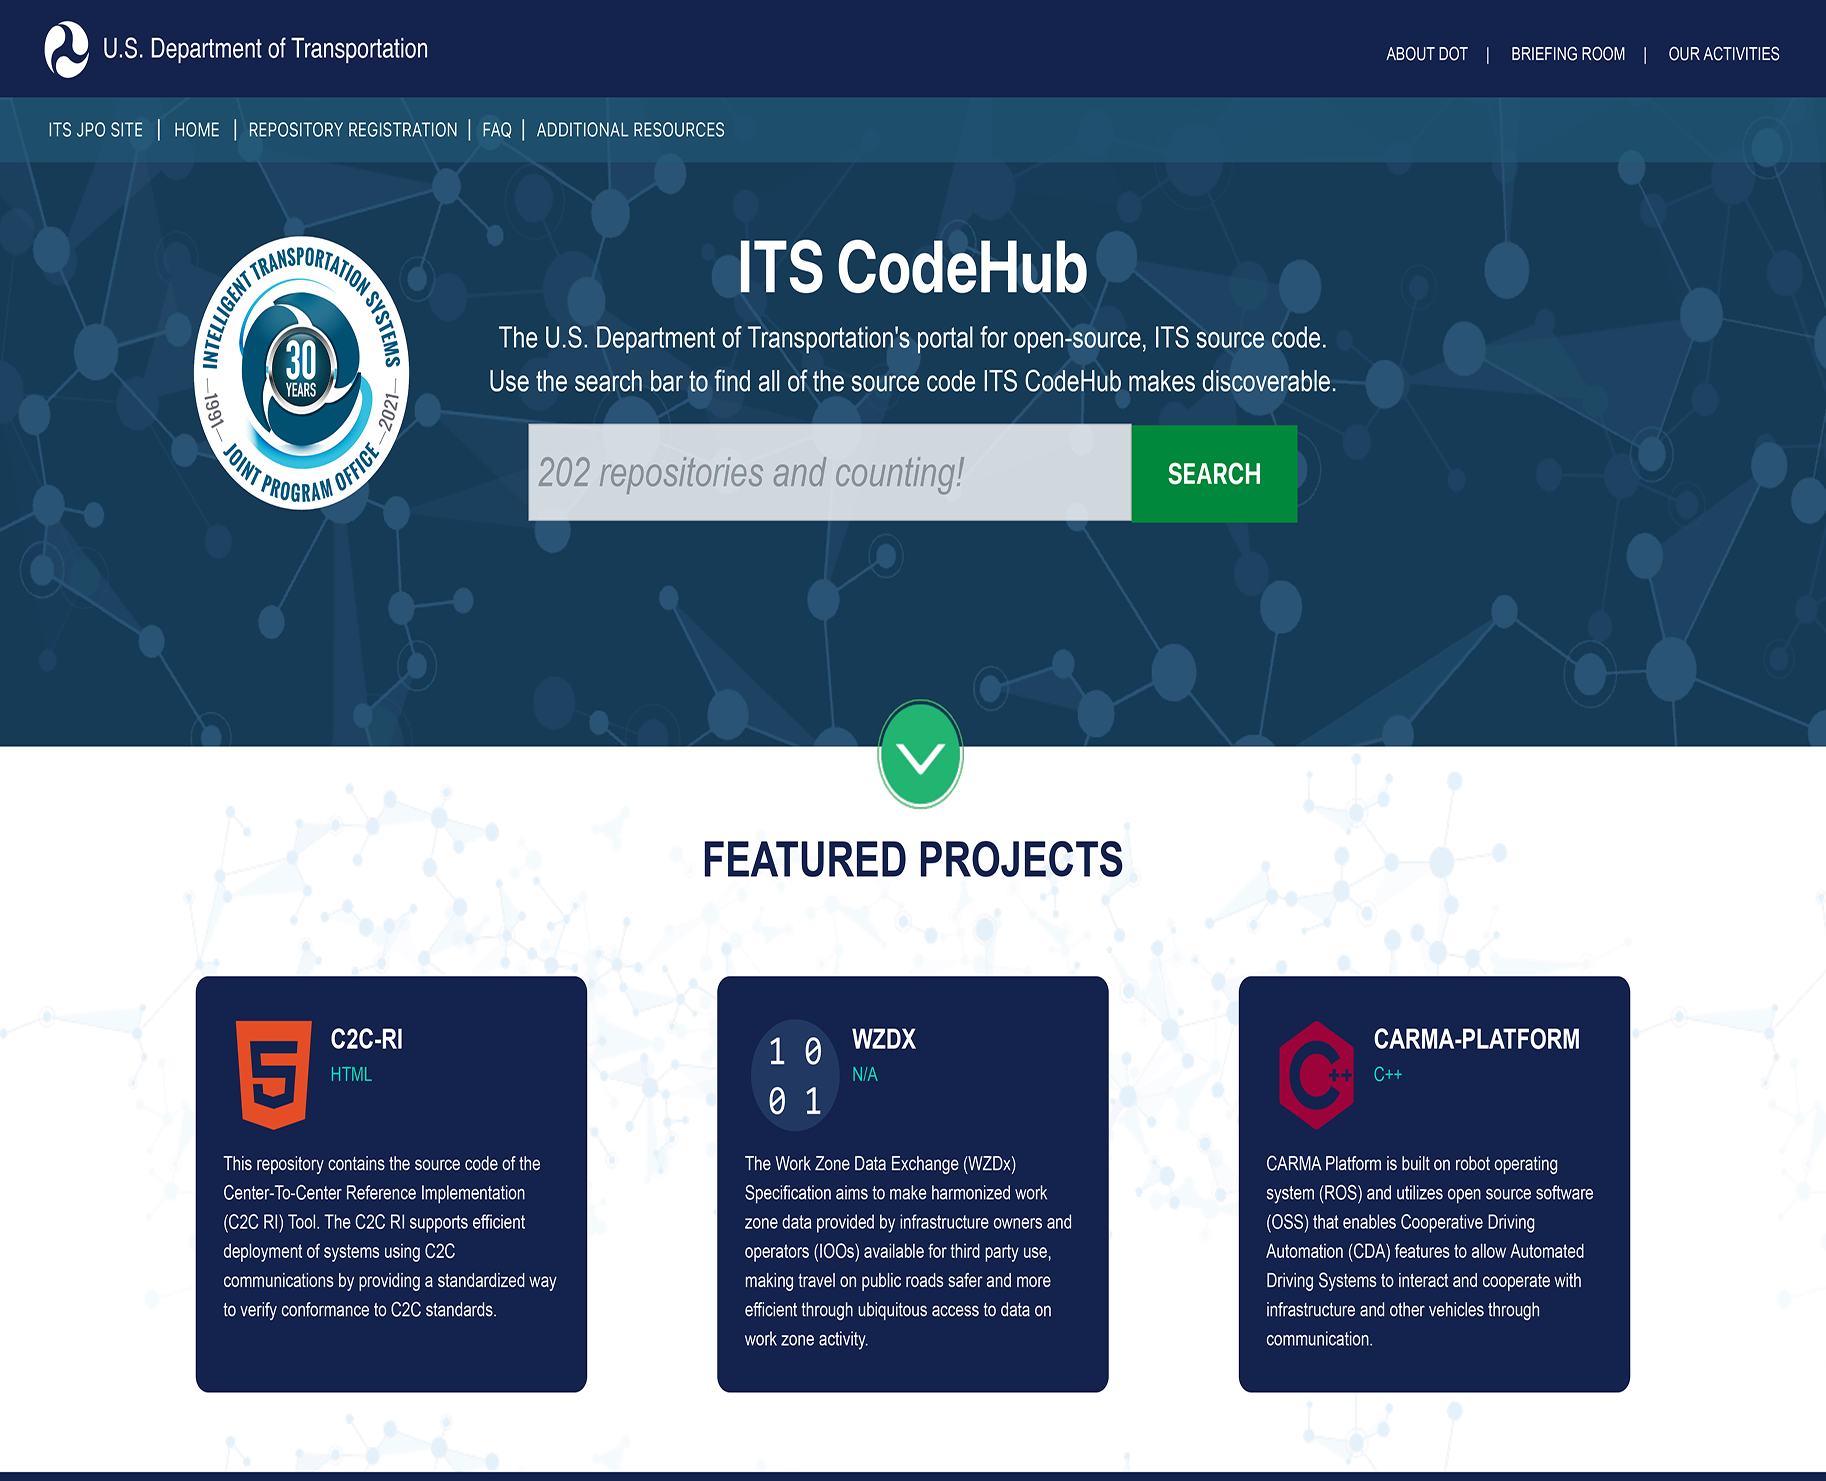 U.S. Department of Transportation
ABOUT DOT | BRIEFING ROOM | OUR ACTIVITIES
ITS JPO SITE | HOME | REPOSITORY REGISTRATION | FAQ | ADDITIONAL RESOURCES
INTELLIGENT TRANSPORTATION SYSTEMS
30
YEARS
1991
2021
JOINT PROGRAM OFFICE
ITS CodeHub
The U.S. Department of Transportation's portal for open-source, ITS source code.
Use the search bar to find all of the source code ITS CodeHub makes discoverable.
202 repositories and counting!
SEARCH
FEATURED PROJECTS
5
C2C-RI
HTML
This repository contains the source code of the
Center-To-Center Reference Implementation
(C2C RI) Tool. The C2C RI supports efficient
deployment of systems using C2C
communications by providing a standardized way
to verify conformance to C2C standards.
1 0
0 1
WZDX
N/A
The Work Zone Data Exchange (WZDx)
Specification aims to make harmonized work
zone data provided by infrastructure owners and
operators (IOOs) available for third party use,
making travel on public roads safer and more
efficient through ubiquitous access to data on
work zone activity.
C++
CARMA-PLATFORM
C++
CARMA Platform is built on robot operating
system (ROS) and utilizes open source software
(OSS) that enables Cooperative Driving
Automation (CDA) features to allow Automated
Driving Systems to interact and cooperate with
infrastructure and other vehicles through
communication.